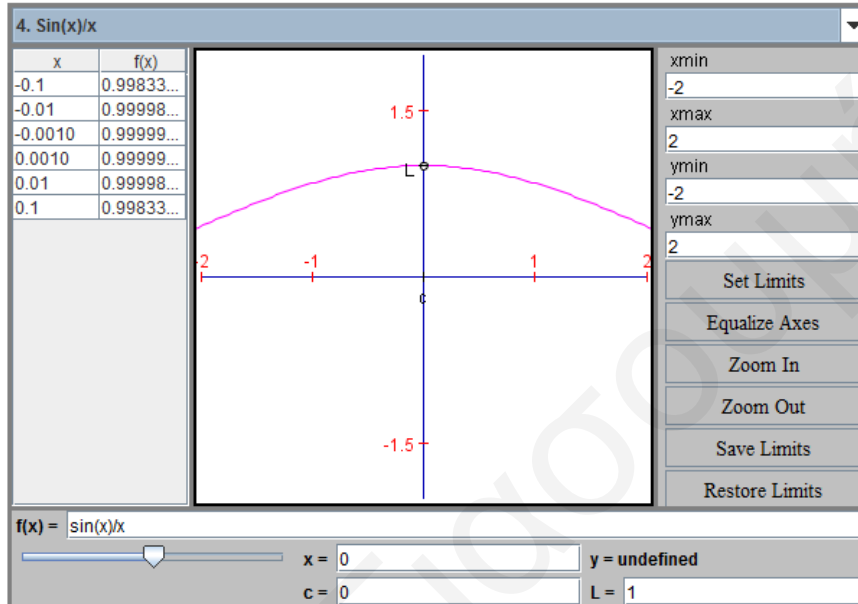 4. Sin(x)/x
x f(x)
-0.1 0.99833...
-0.01 0.99998...
-0.0010 0.99999...
0.0010 0.99999...
0.01 0.99998...
0.1 0.99833...
1.5
L
-2 -1 1 2
c
-1.5
xmin
-2
xmax
2
ymin
-2
ymax
2
Set Limits
Equalize Axes
Zoom In
Zoom Out
Save Limits
Restore Limits
f(x) = sin(x)/x
x = 0 y = undefined
c = 0 L = 1